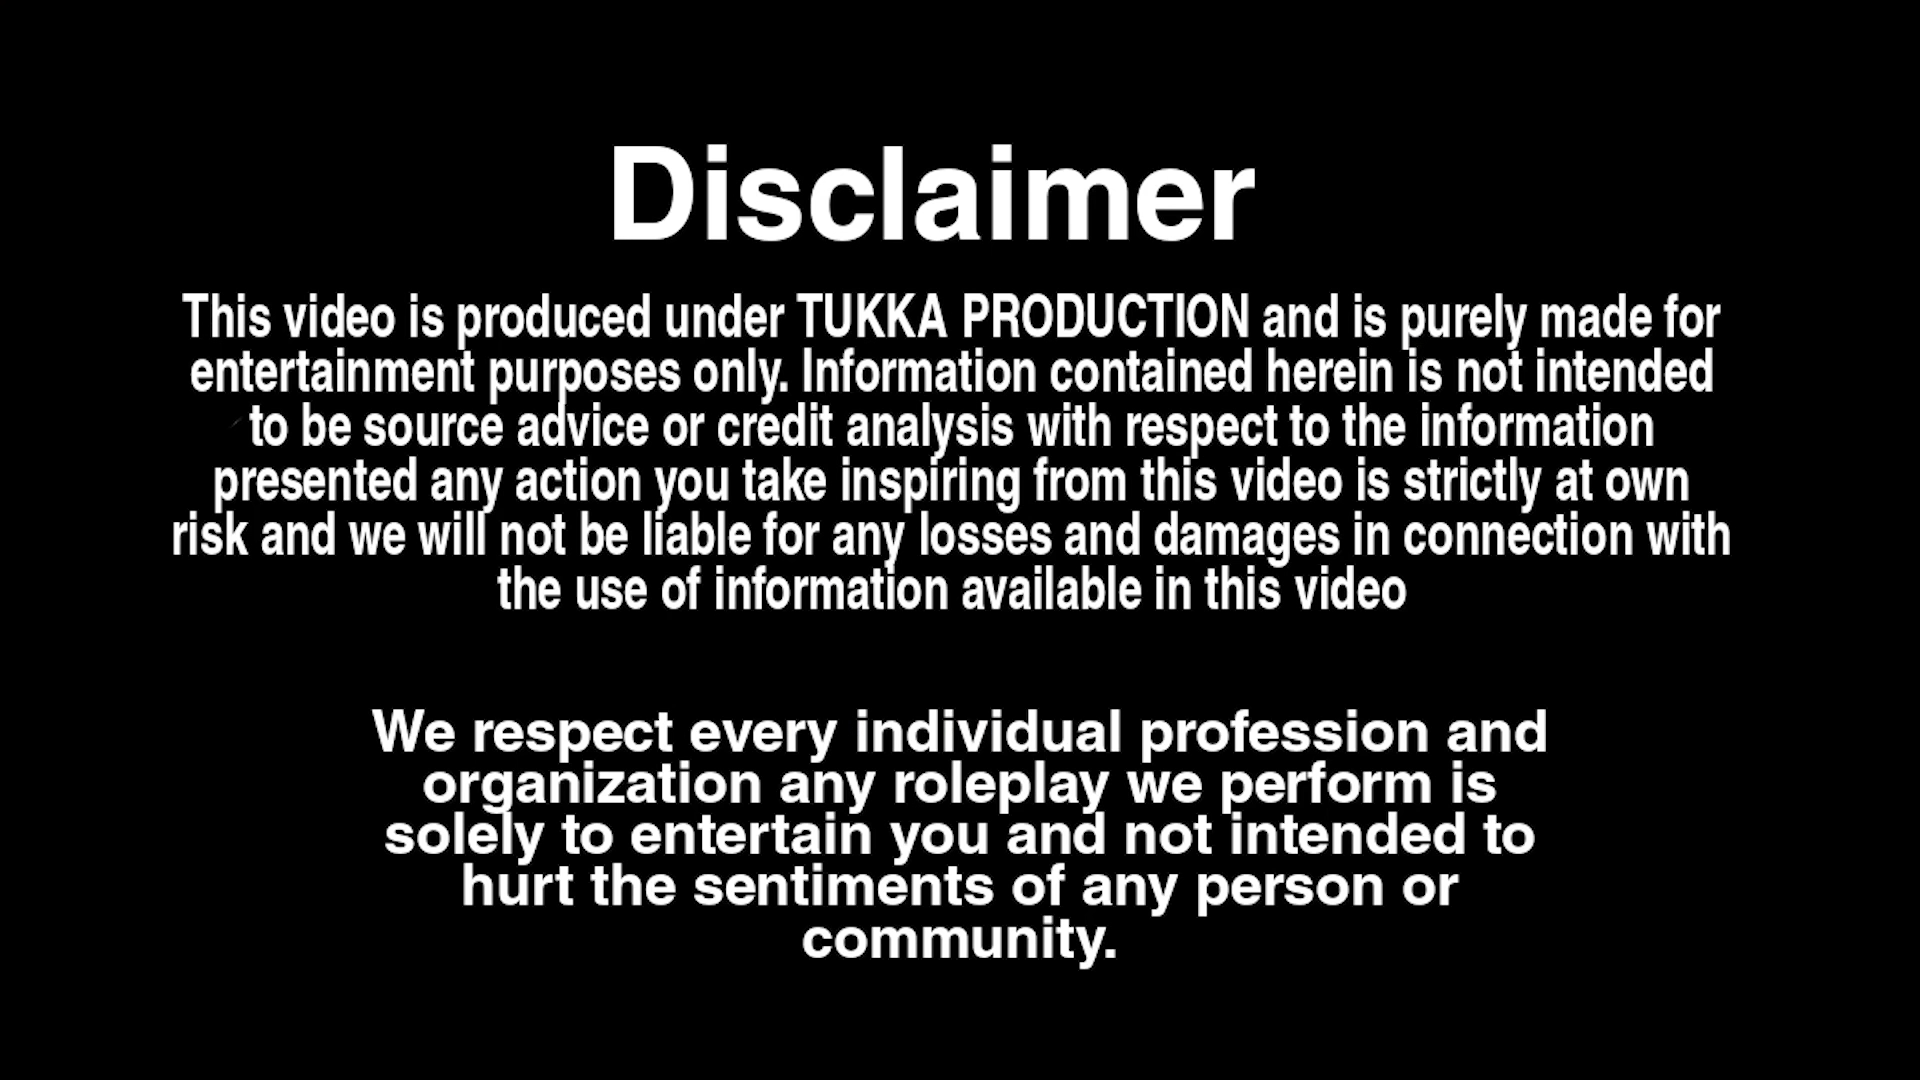 Disclaimer
This video is produced under TUKKA PRODUCTION and is purely made for
entertainment purposes only. Information contained herein is not intended
to be source advice or credit analysis with respect to the information
presented any action you take inspiring from this video is strictly at own
risk and we will not be liable for any losses and damages in connection with
the use of information available in this video
We respect every individual profession and
organization any roleplay we perform is
solely to entertain you and not intended to
hurt the sentiments of any person or
community.